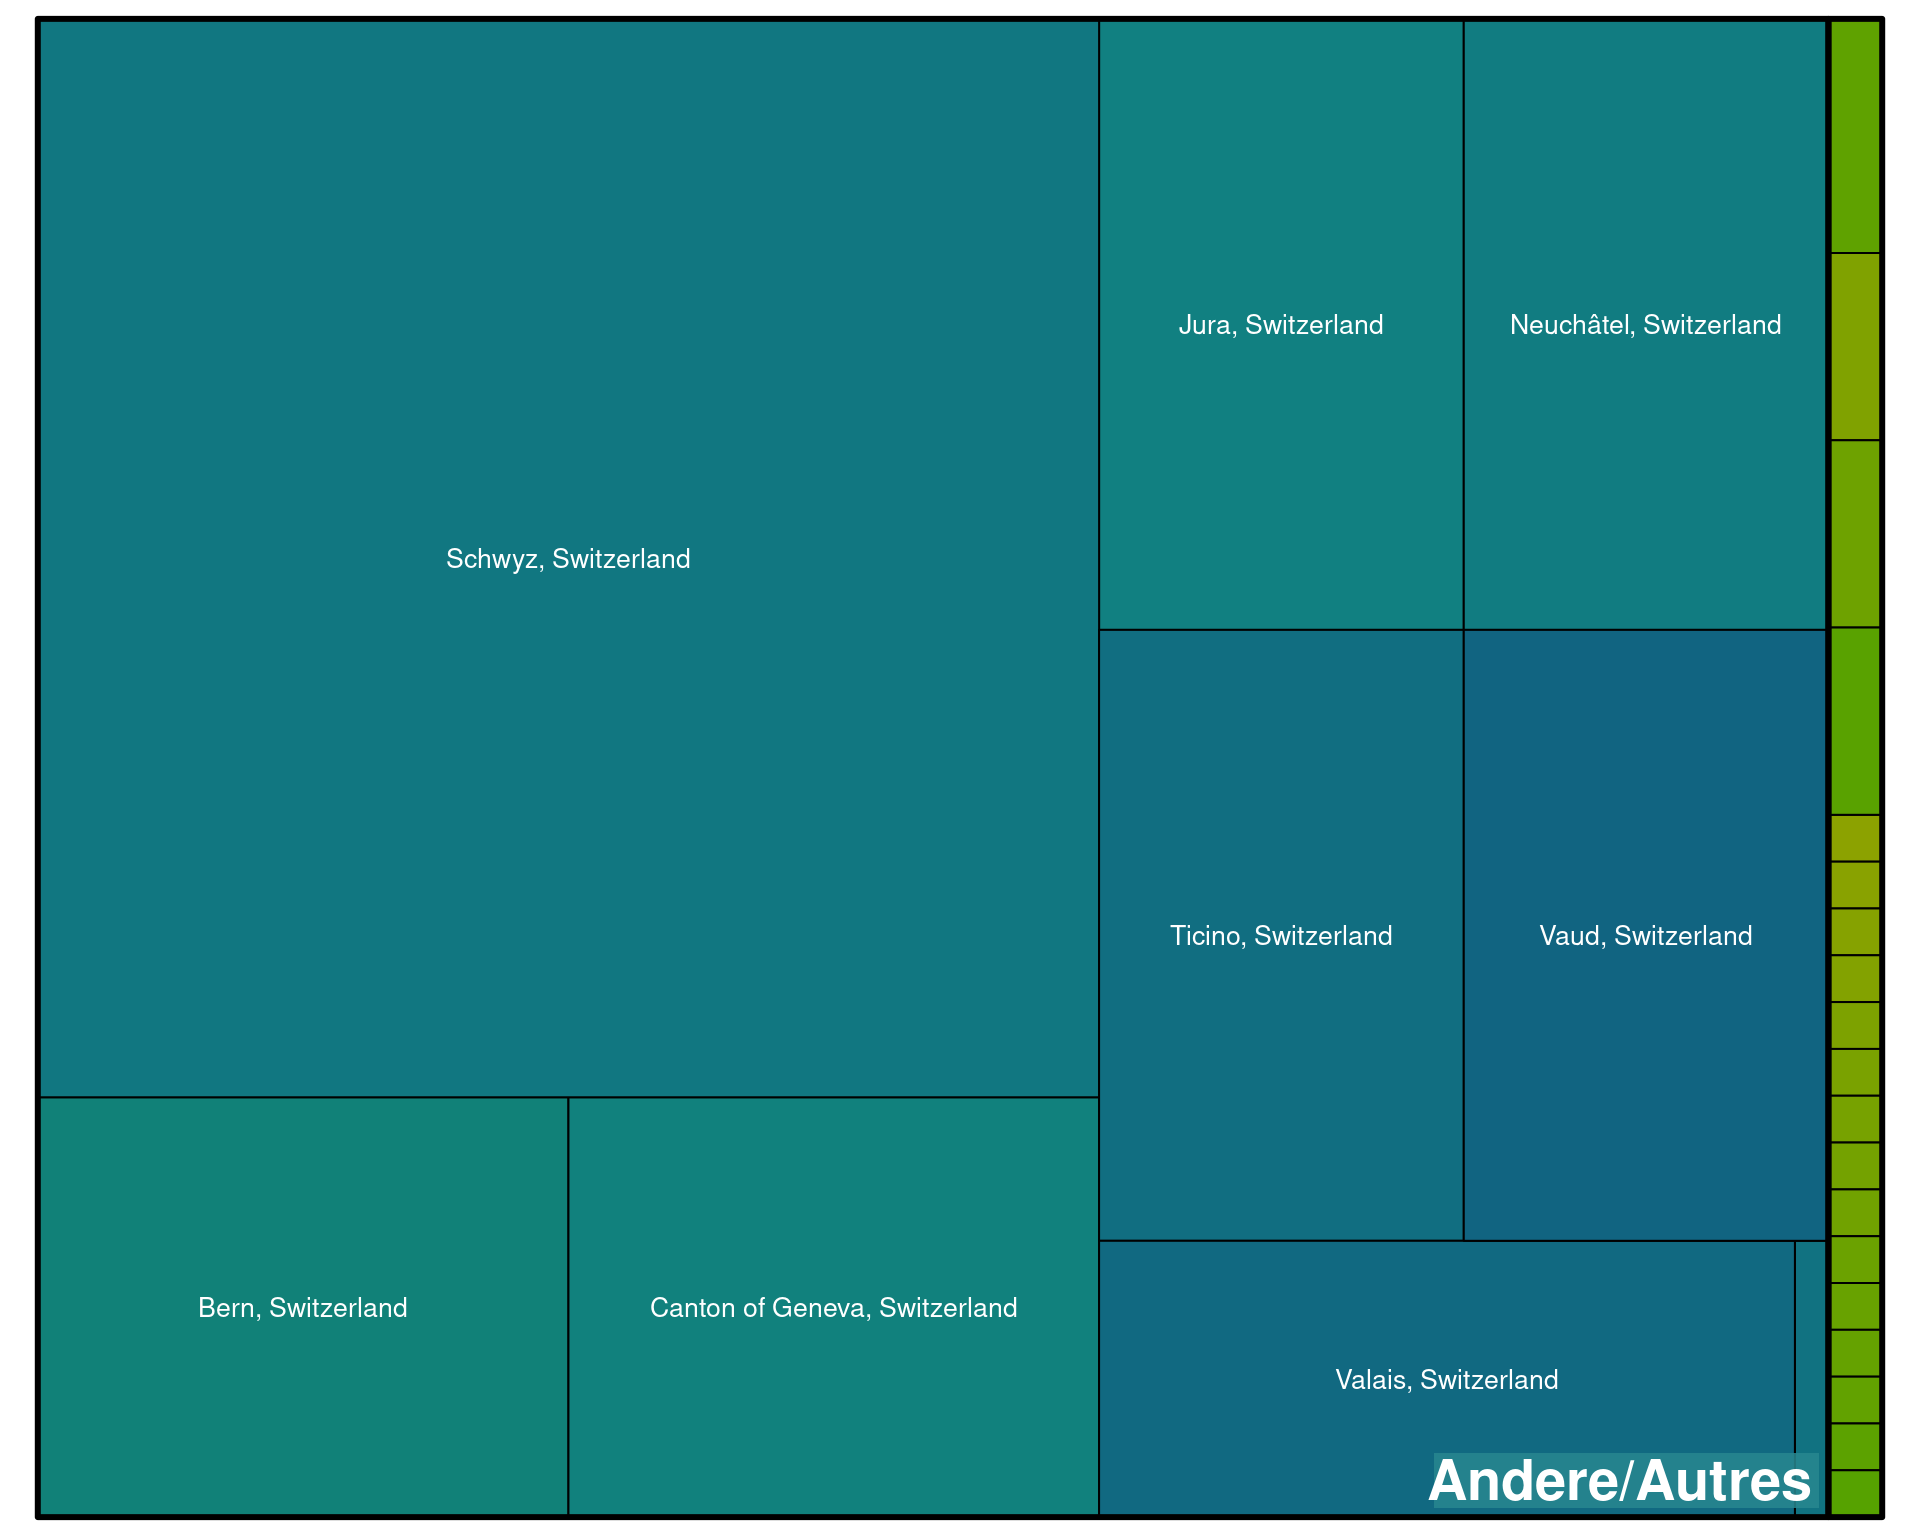 Jura, Switzerland
Neuchâtel, Switzerland
Schwyz, Switzerland
Ticino, Switzerland
Vaud, Switzerland
Bern, Switzerland
Canton of Geneva, Switzerland
Valais, Switzerland
Andere/Autres